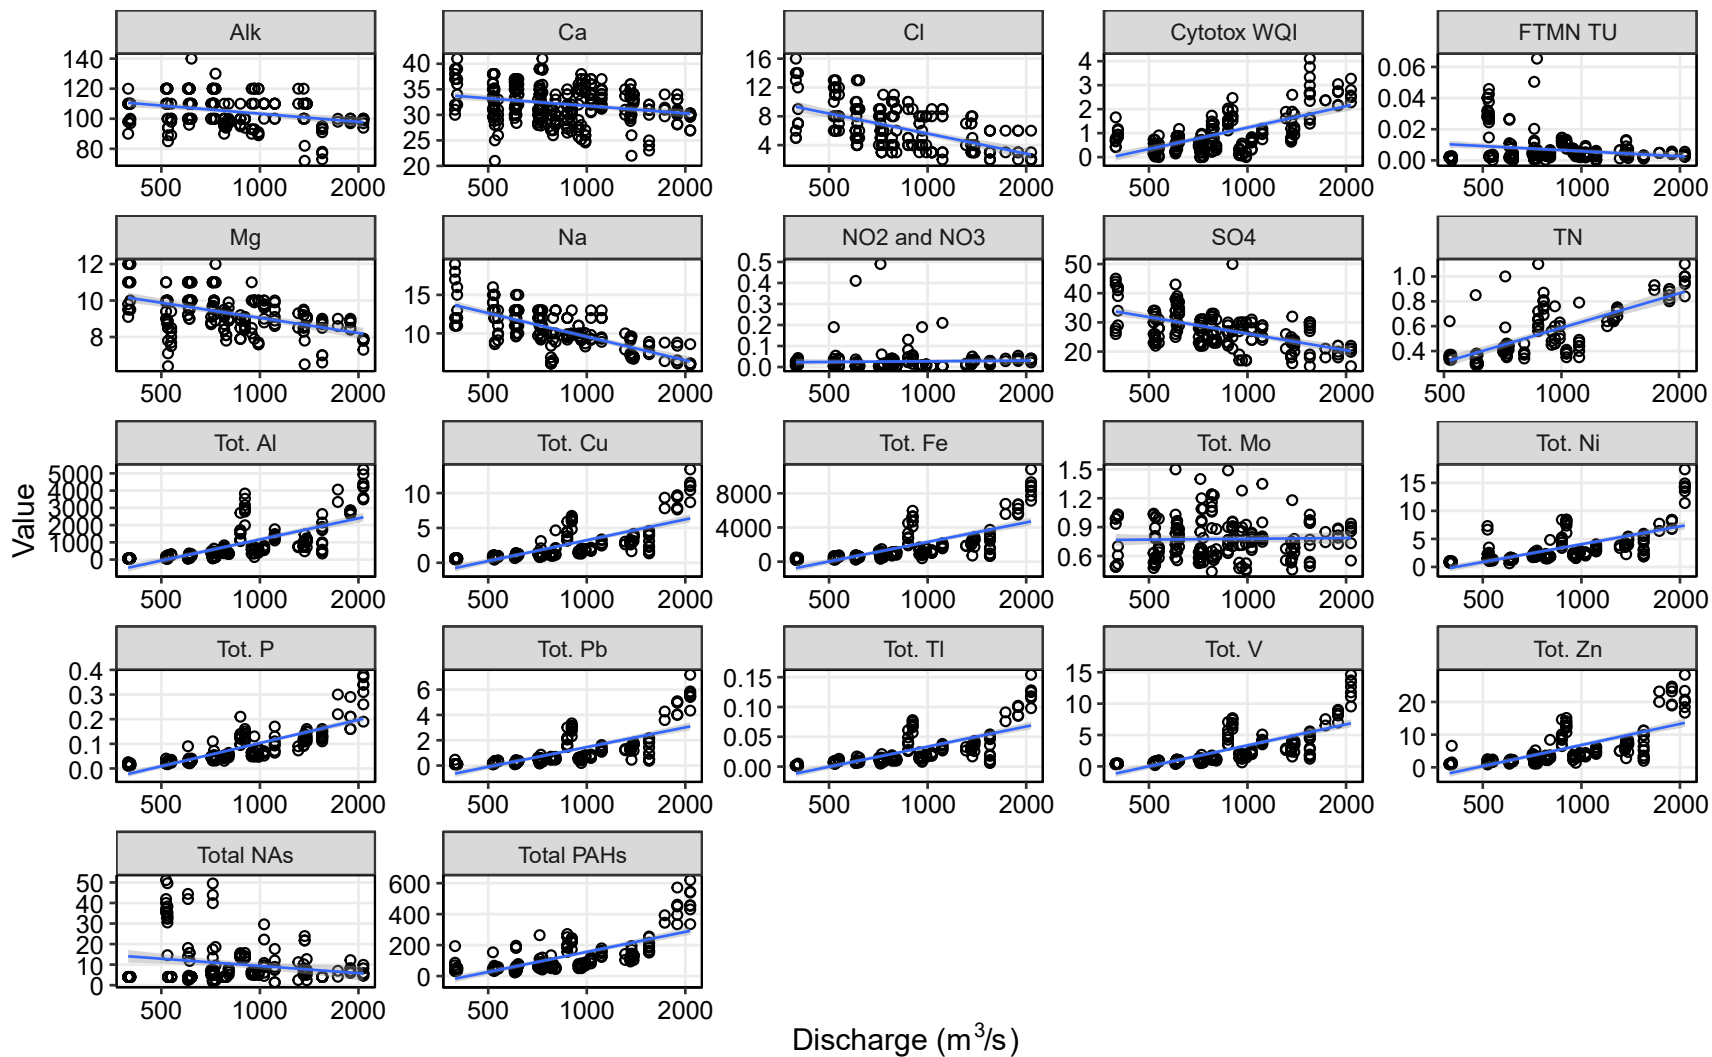 Alk Ca Cl Cytotox WQI FTMN TU
140 120 100 80
40 35 30 25 20
16 12 8 4
4 3 2 1 0
0.06 0.04 0.02 0.00
500 1000 2000 500 1000 2000 500 1000 2000 500 1000 2000 500 1000 2000
Mg Na NO2 and NO3 SO4 TN
12 10 8
15 10
0.5 0.4 0.3 0.2 0.1 0.0
50 40 30 20
1.0 0.8 0.6 0.4
500 1000 2000 500 1000 2000 500 1000 2000 500 1000 2000 500 1000 2000
Tot. Al Tot. Cu Tot. Fe Tot. Mo Tot. Ni
5000 4000 3000 2000 1000 0
10 5 0
8000 4000 0
1.5 1.2 0.9 0.6
15 10 5 0
500 1000 2000 500 1000 2000 500 1000 2000 500 1000 2000 500 1000 2000
Tot. P Tot. Pb Tot. Tl Tot. V Tot. Zn
0.4 0.3 0.2 0.1 0.0
6 4 2 0
0.15 0.10 0.05 0.00
15 10 5 0
20 10 0
500 1000 2000 500 1000 2000 500 1000 2000 500 1000 2000 500 1000 2000
Total NAs Total PAHs
50 40 30 20 10 0
600 400 200 0
500 1000 2000 500 1000 2000
Value
Discharge (m³/s)